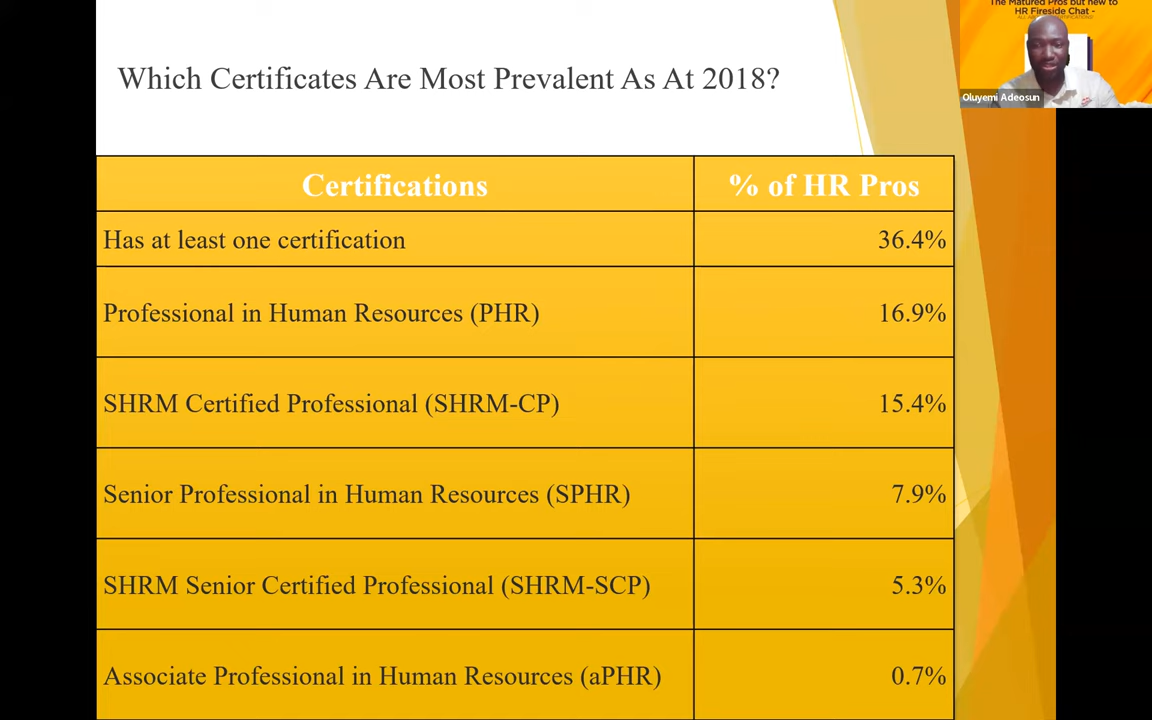 The Matured Pros but new to
HR Fireside Chat -
Oluyemi Adeosun
Which Certificates Are Most Prevalent As At 2018?
Certifications % of HR Pros
Has at least one certification 36.4%
Professional in Human Resources (PHR) 16.9%
SHRM Certified Professional (SHRM-CP) 15.4%
Senior Professional in Human Resources (SPHR) 7.9%
SHRM Senior Certified Professional (SHRM-SCP) 5.3%
Associate Professional in Human Resources (aPHR) 0.7%